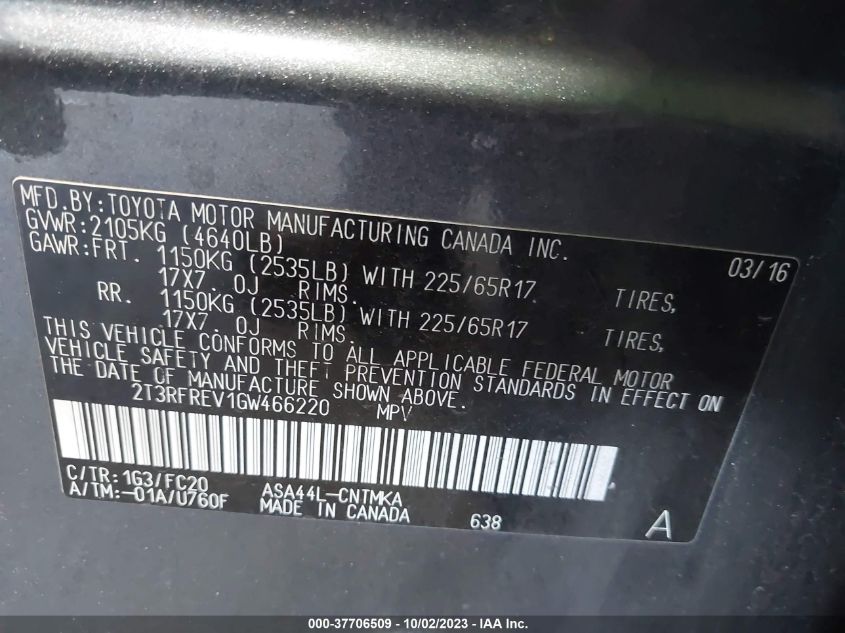 MFD.BY:TOYOTA MOTOR MANUFACTURING CANADA INC.
GVWR:2105KG (4640LB) 03/16
GAWR:FRT. 1150KG (2535LB) WITH 225/65R17 TIRES,
17X7. 0J RIMS.
RR. 1150KG (2535LB) WITH 225/65R17 TIRES,
17X7. 0J RIMS.
THIS VEHICLE CONFORMS TO ALL APPLICABLE FEDERAL MOTOR
VEHICLE SAFETY AND THEFT PREVENTION STANDARDS IN EFFECT ON
THE DATE OF MANUFACTURE SHOWN ABOVE.
2T3RFREV1GW466220 MPV
C/TR:1G3/FC20 ASA44L-CNTMKA
A/TM:-01A/U760F MADE IN CANADA 638 A
000-37706509 - 10/02/2023 - IAA Inc.